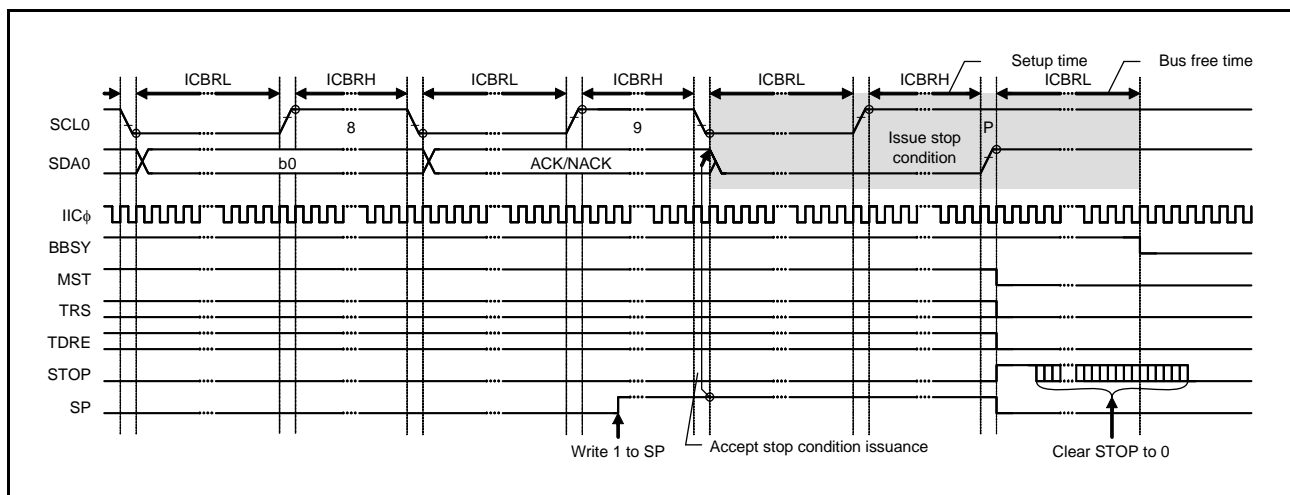 Setup time
Bus free time
ICBRL
ICBRH
ICBRL
ICBRH
ICBRL
ICBRH
ICBRL
SCL0
8
9
Issue stop
condition
P
SDA0
b0
ACK/NACK
IICϕ
BBSY
MST
TRS
TDRE
STOP
SP
Write 1 to SP
Accept stop condition issuance
Clear STOP to 0